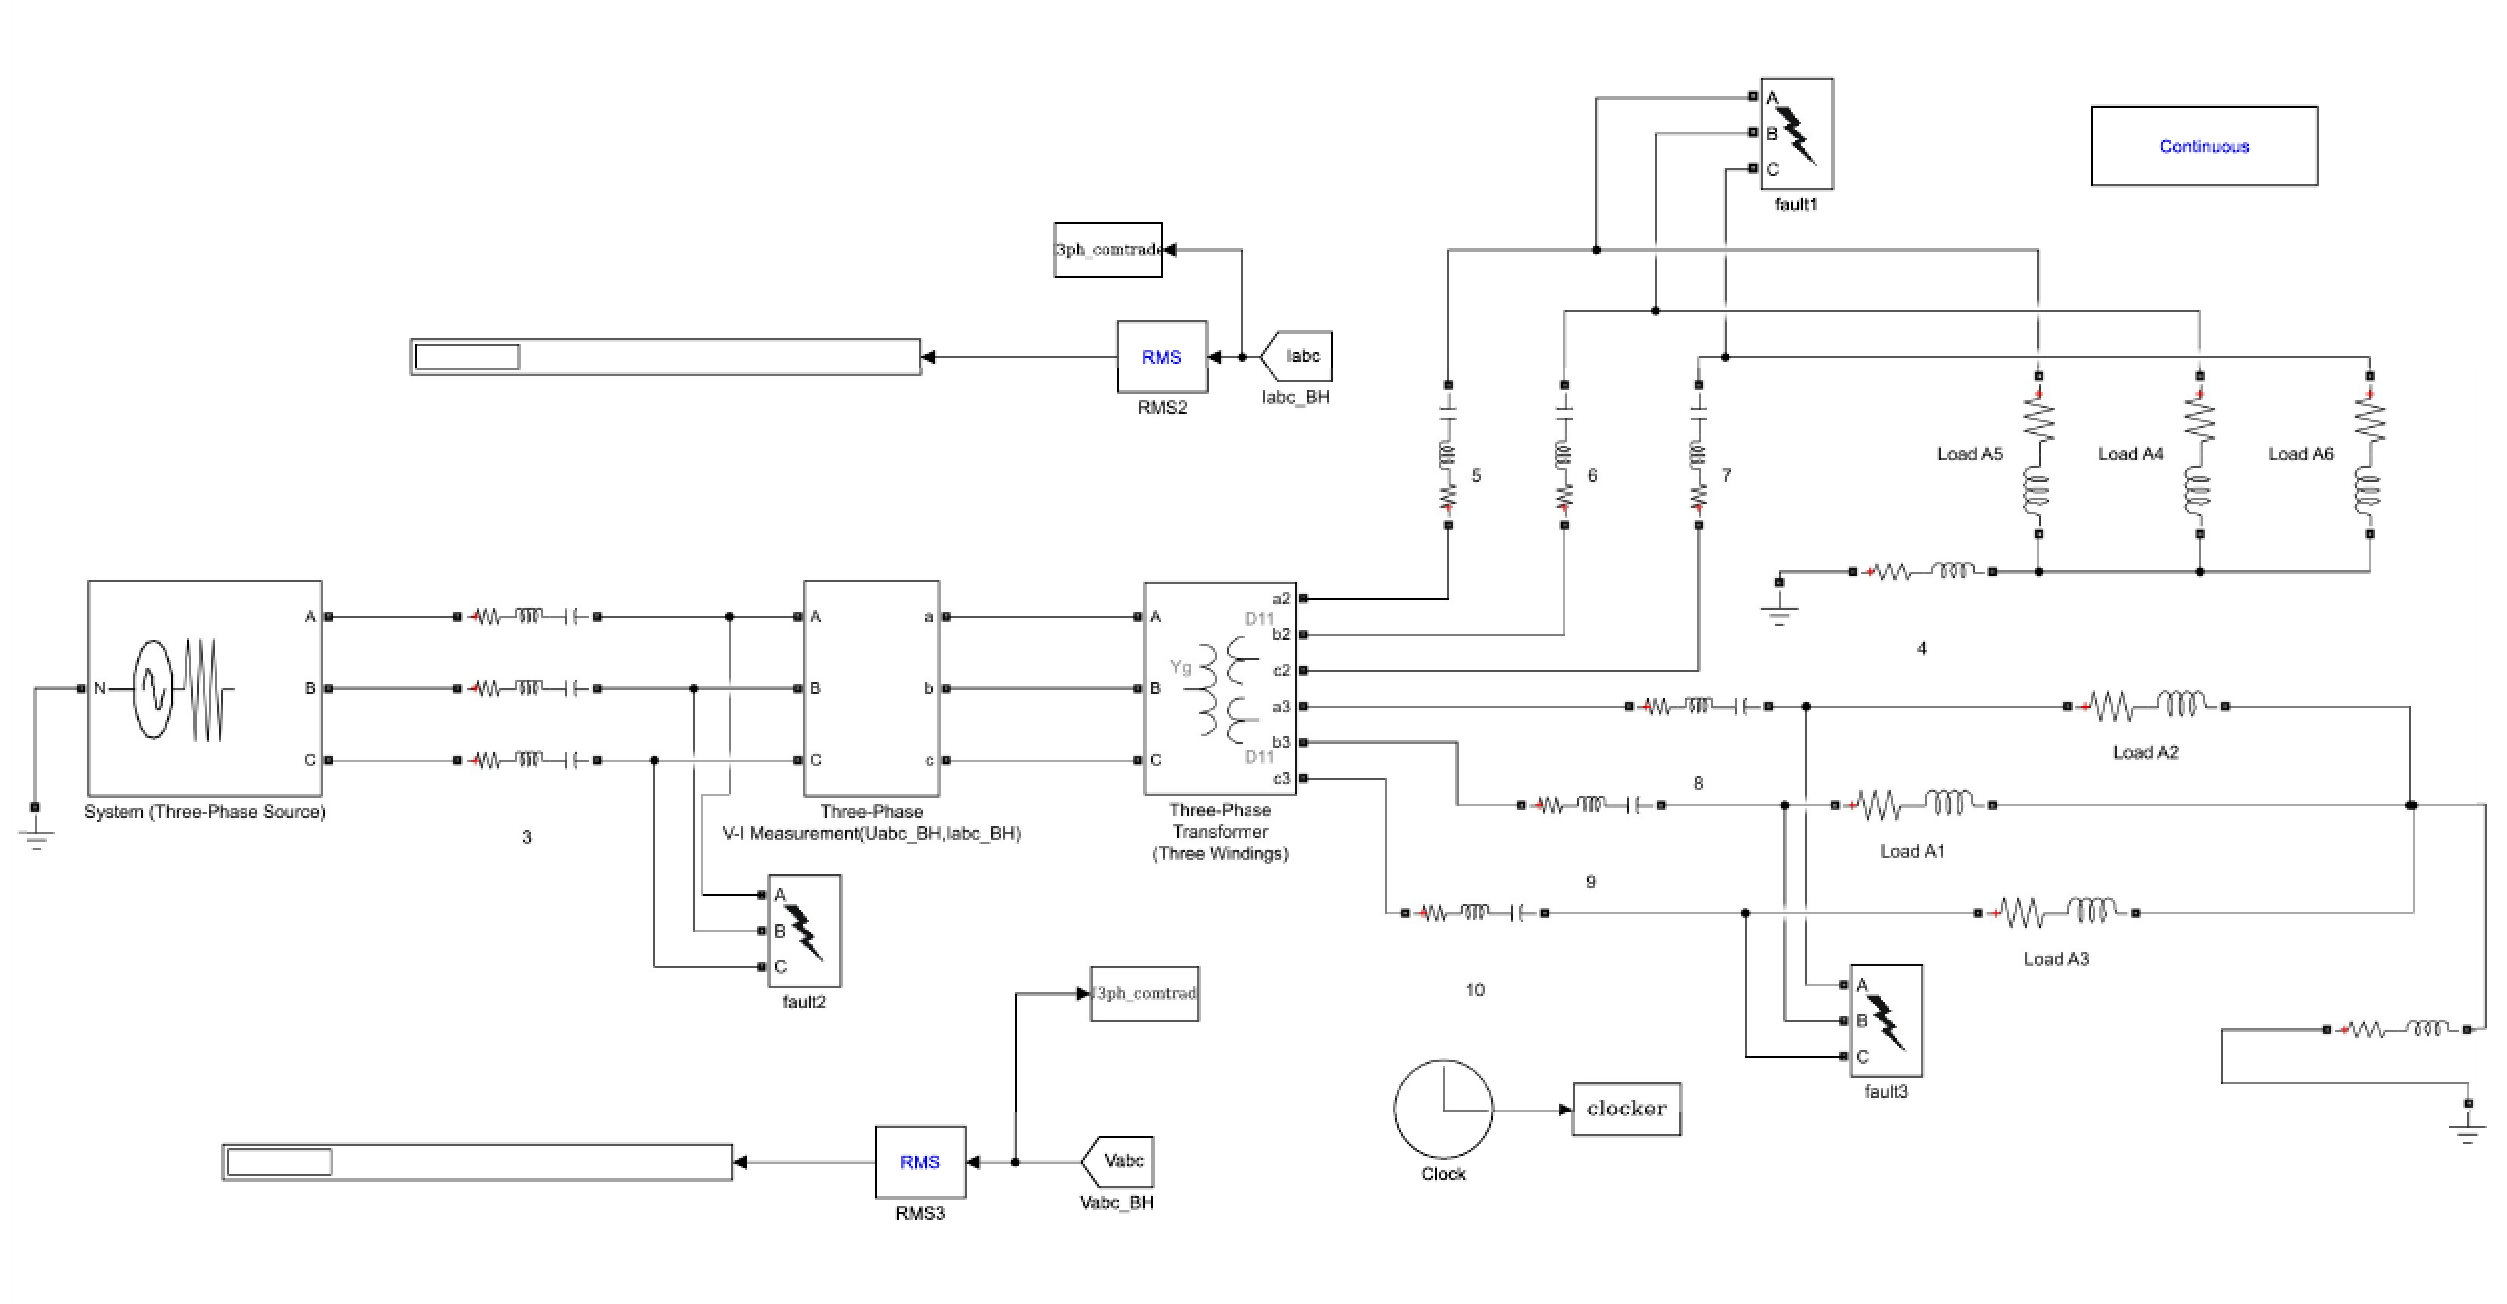 A
B
C
fault1
Continuous
3ph_comtrade
RMS
RMS2
Iabc
Iabc_BH
5
6
7
Load A5
Load A4
Load A6
N
A
B
C
System (Three-Phase Source)
3
A
B
C
a
b
c
Three-Phase
V-I Measurement(Uabc_BH,Iabc_BH)
A
B
C
Yg
D11
D11
a2
b2
c2
a3
b3
c3
Three-Phase
Transformer
(Three Windings)
4
8
9
10
Load A2
Load A1
Load A3
A
B
C
fault2
A
B
C
fault3
3ph_comtrad
RMS
RMS3
Vabc
Vabc_BH
Clock
clocker